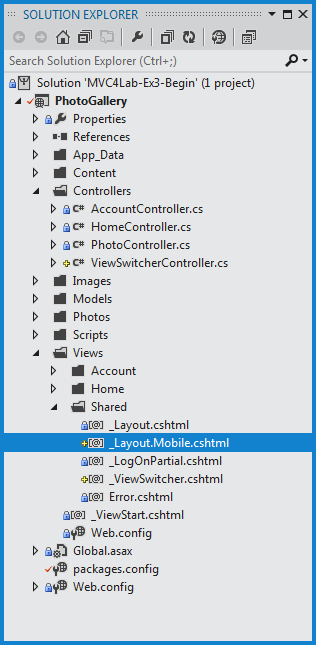 SOLUTION EXPLORER
Search Solution Explorer (Ctrl+;)
Solution 'MVC4Lab-Ex3-Begin' (1 project)
PhotoGallery
Properties
References
App_Data
Content
Controllers
C# AccountController.cs
C# HomeController.cs
C# PhotoController.cs
C# ViewSwitcherController.cs
Images
Models
Photos
Scripts
Views
Account
Home
Shared
[@] _Layout.cshtml
[@] _Layout.Mobile.cshtml
[@] _LogOnPartial.cshtml
[@] _ViewSwitcher.cshtml
[@] Error.cshtml
[@] _ViewStart.cshtml
Web.config
Global.asax
packages.config
Web.config